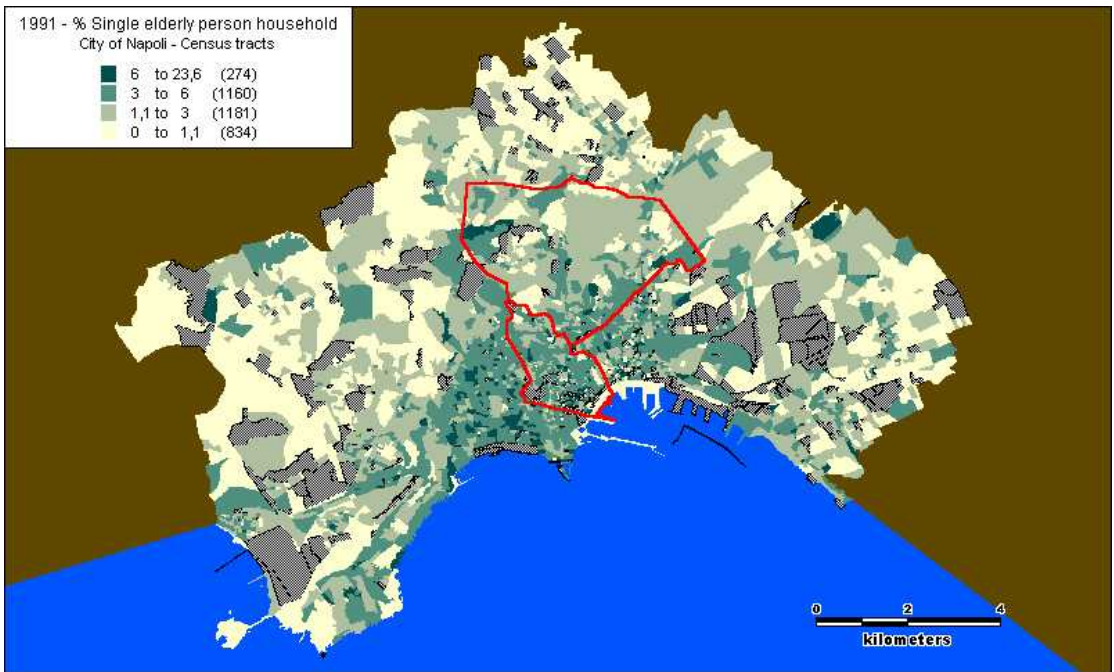 1991 - % Single elderly person household
City of Napoli - Census tracts
6 to 23,6 (274)
3 to 6 (1160)
1,1 to 3 (1181)
0 to 1,1 (834)
0 2 4
kilometers